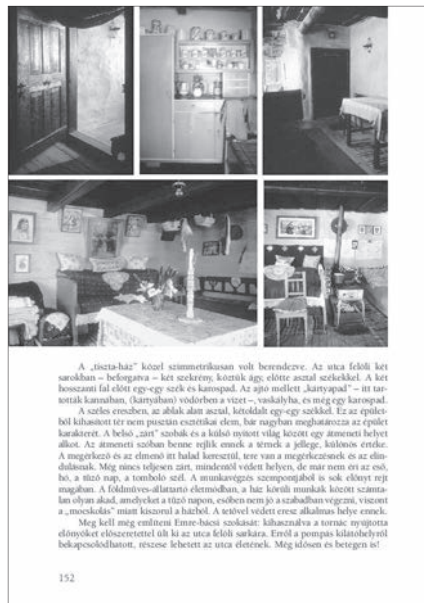 A „tiszta-ház” közel szimmetrikusan volt berendezve. Az utca felőli két
sarokban – beforgatva – két szekrény, köztük ágy, előtte asztal székekkel. A két
hosszanti fal előtt egy-egy szék és karospad. Az ajtó mellett „kártyapad” – itt tar-
tották kannában, (kártyában) vödörben a vizet –, vaskályha, és még egy karospad.
A széles ereszben, az ablak alatt asztal, kétoldalt egy-egy székkel. Ez az épület-
ből kihasított tér nem pusztán esztétikai elem, bár nagyban meghatározza az épület
karakterét. A belső „zárt” szobák és a külső nyitott világ között egy átmeneti helyet
alkot. Az átmeneti szóban benne rejlik ennek a térnek a jellege, különös értéke.
A megérkező és az elmenő itt halad keresztül, tere van a megérkezésnek és az elin-
dulásnak. Még nincs teljesen zárt, mindentől védett helyen, de már nem éri az eső,
hó, a tűző nap, a tomboló szél. A munkavégzés szempontjából is sok előnyt rejt
magában. A földműves-állattartó életmódban, a ház körüli munkák között számta-
lan olyan akad, amelyeket a tűző napon, esőben nem jó a szabadban végezni, viszont
a „mocskolás” miatt kiszorul a házból. A tetővel védett eresz alkalmas helye ennek.
Meg kell még említeni Emre-bácsi szokását: kihasználva a tornác nyújtotta
előnyöket előszeretettel ült ki az utca felőli sarkára. Erről a pompás kilátóhelyről
bekapcsolódhatott, részese lehetett az utca életének. Még idősen és betegen is!
152